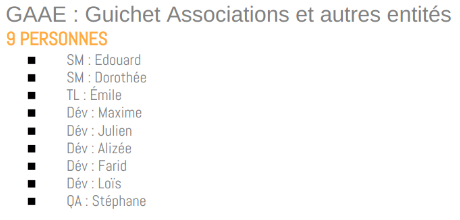 GAAE : Guichet Associations et autres entités
9 PERSONNES
SM : Edouard
SM : Dorothée
TL : Émile
Dév : Maxime
Dév : Julien
Dév : Alizée
Dév : Farid
Dév : Loïs
QA : Stéphane